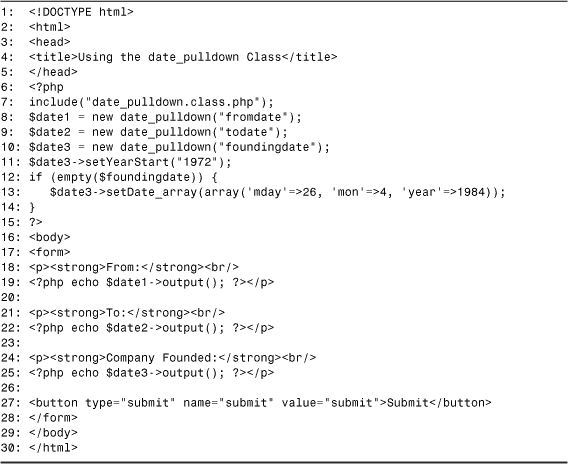 1: <!DOCTYPE html>
2: <html>
3: <head>
4: <title>Using the date_pulldown Class</title>
5: </head>
6: <?php
7: include("date_pulldown.class.php");
8: $date1 = new date_pulldown("fromdate");
9: $date2 = new date_pulldown("todate");
10: $date3 = new date_pulldown("foundingdate");
11: $date3->setYearStart("1972");
12: if (empty($foundingdate)) {
13:    $date3->setDate_array(array('mday'=>26, 'mon'=>4, 'year'=>1984));
14: }
15: ?>
16: <body>
17: <form>
18: <p><strong>From:</strong><br/>
19: <?php echo $date1->output(); ?></p>
20:
21: <p><strong>To:</strong><br/>
22: <?php echo $date2->output(); ?></p>
23:
24: <p><strong>Company Founded:</strong><br/>
25: <?php echo $date3->output(); ?></p>
26:
27: <button type="submit" name="submit" value="submit">Submit</button>
28: </form>
29: </body>
30: </html>